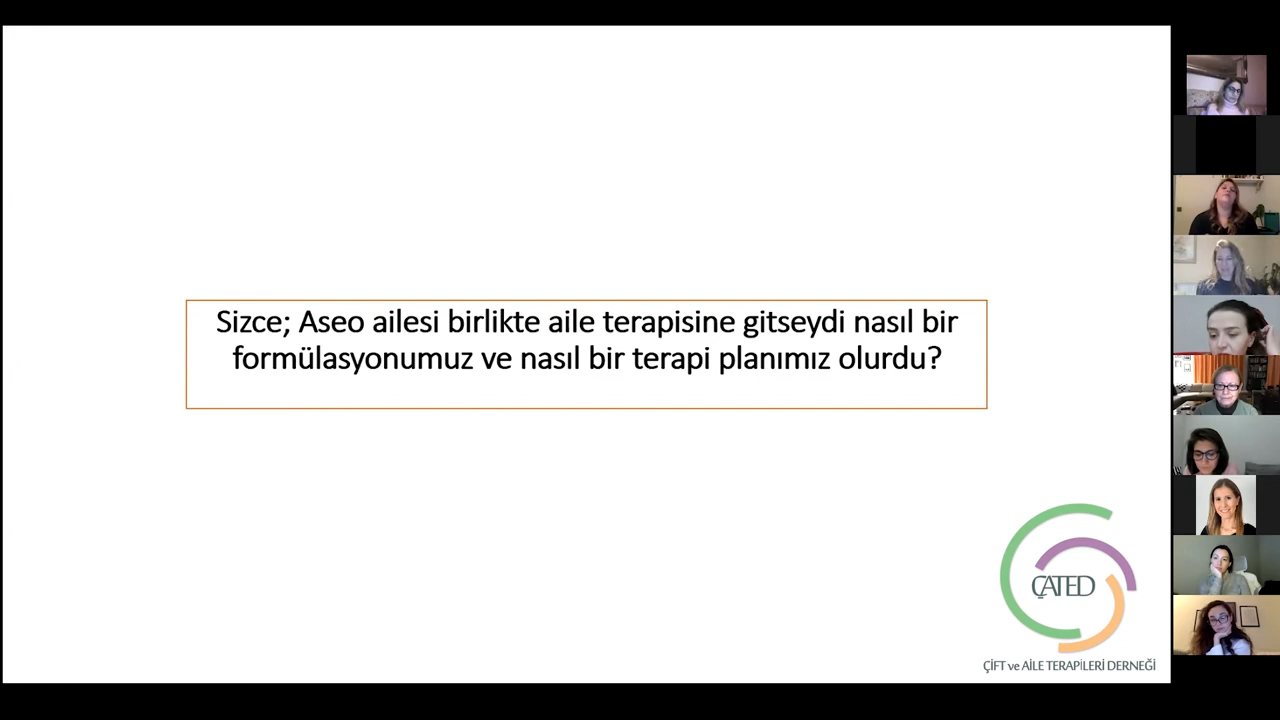 Sizce; Aseo ailesi birlikte aile terapisine gitseydi nasıl bir
formülasyonumuz ve nasıl bir terapi planımız olurdu?
ÇATED
ÇİFT ve AİLE TERAPİLERİ DERNEĞİ